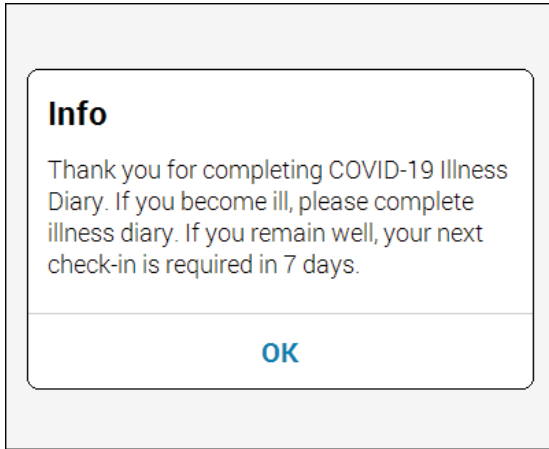 Info
Thank you for completing COVID-19 Illness
Diary. If you become ill, please complete
illness diary. If you remain well, your next
check-in is required in 7 days.
OK